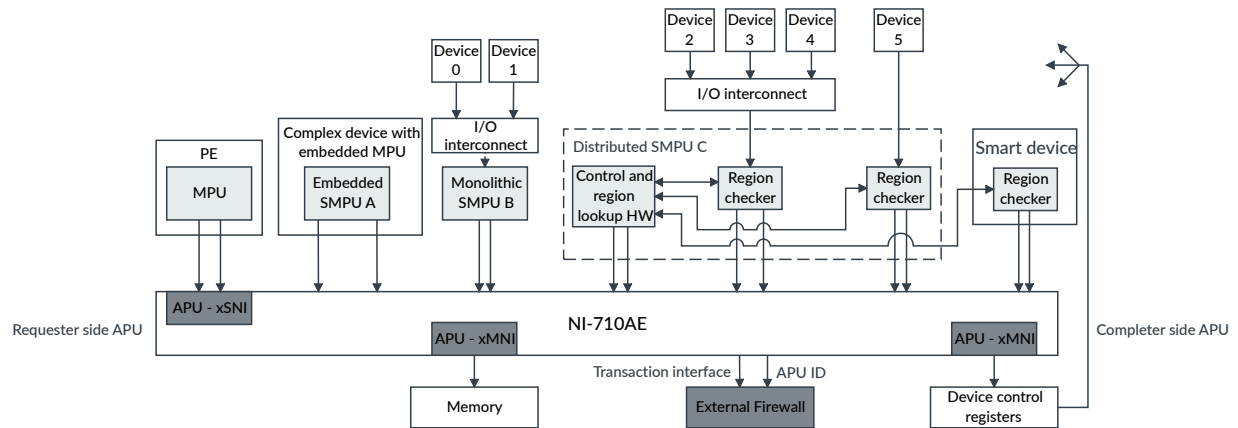 Device
2
Device
3
Device
4
Device
5
Device
0
Device
1
I/O interconnect
I/O
interconnect
Complex device with
embedded MPU
PE
MPU
Embedded
SMPU A
Monolithic
SMPU B
Distributed SMPU C
Control and
region
lookup HW
Region
checker
Region
checker
Smart device
Region
checker
APU - xSNI
Requester side APU
NI-710AE
APU - xMNI
APU - xMNI
Completer side APU
Transaction interface
APU ID
Memory
External Firewall
Device control
registers